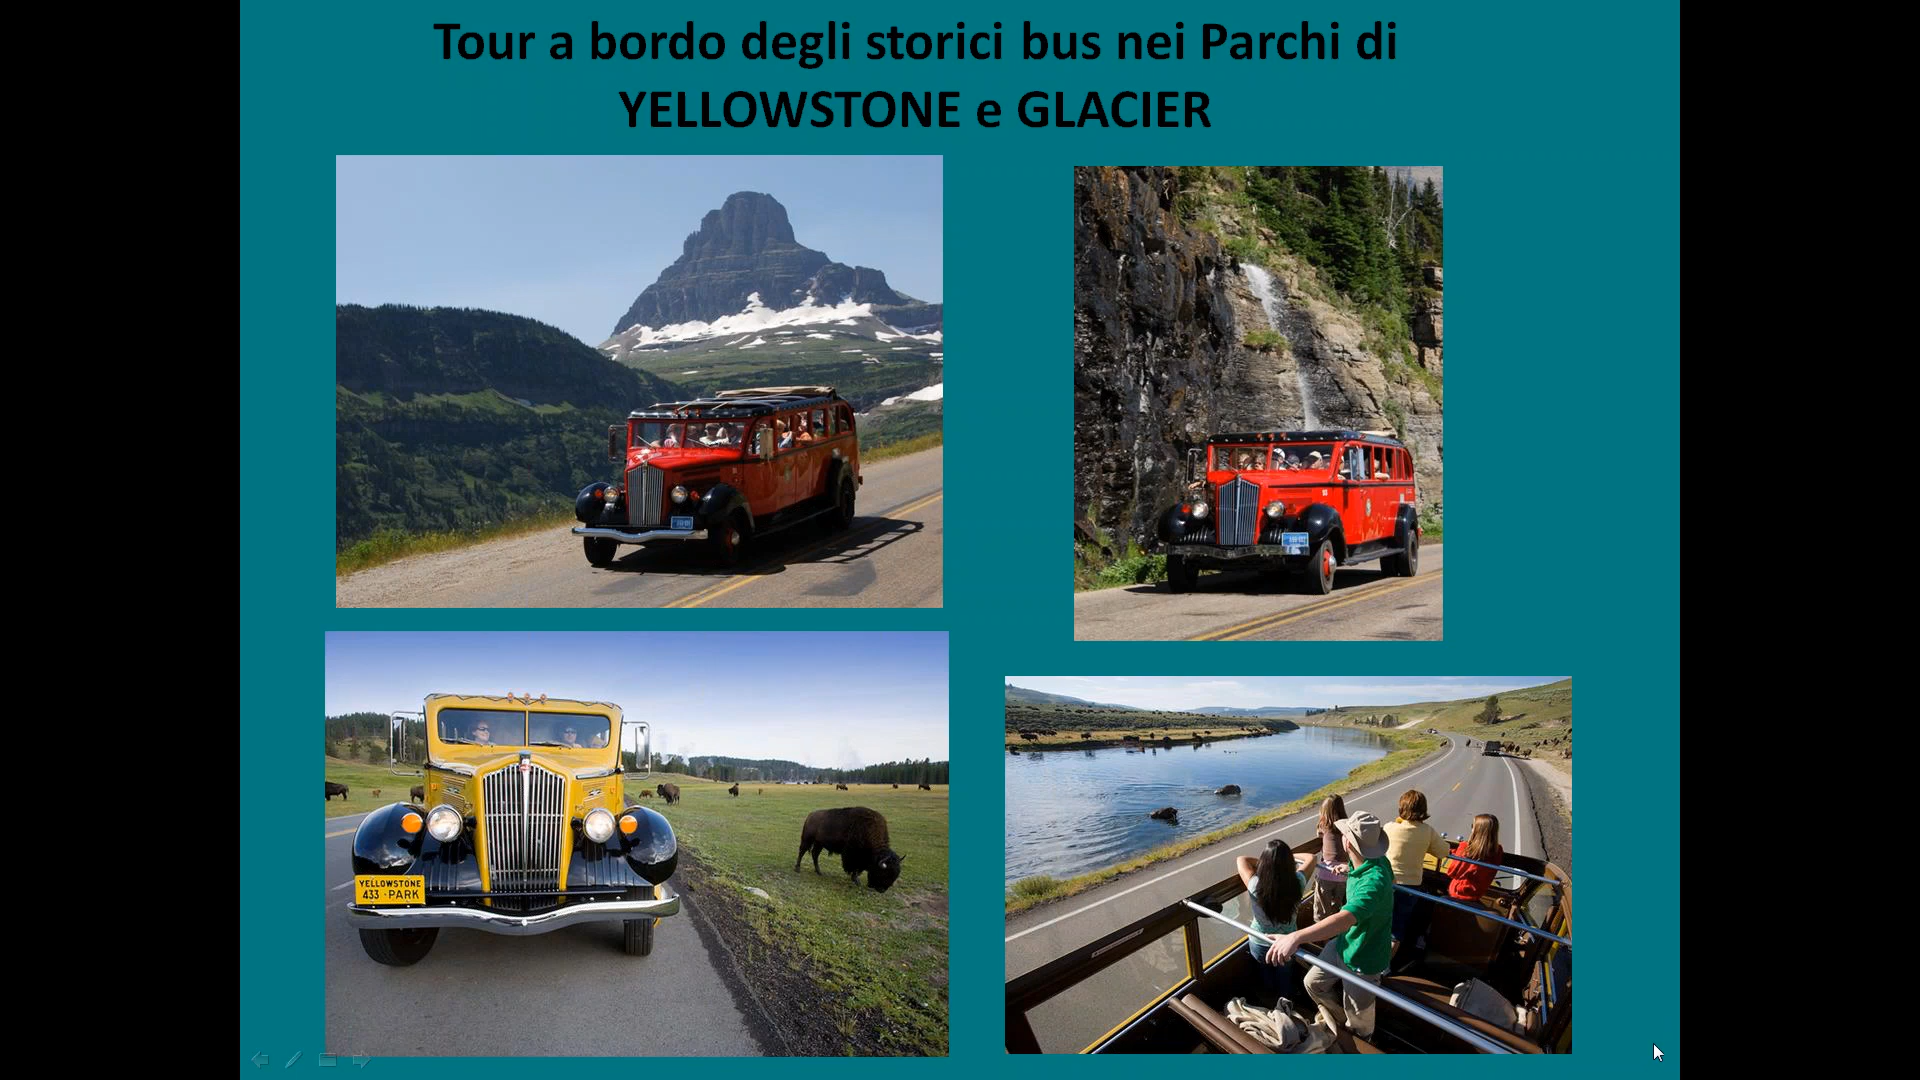 Tour a bordo degli storici bus nei Parchi di
YELLOWSTONE e GLACIER
YELLOWSTONE
433 - PARK